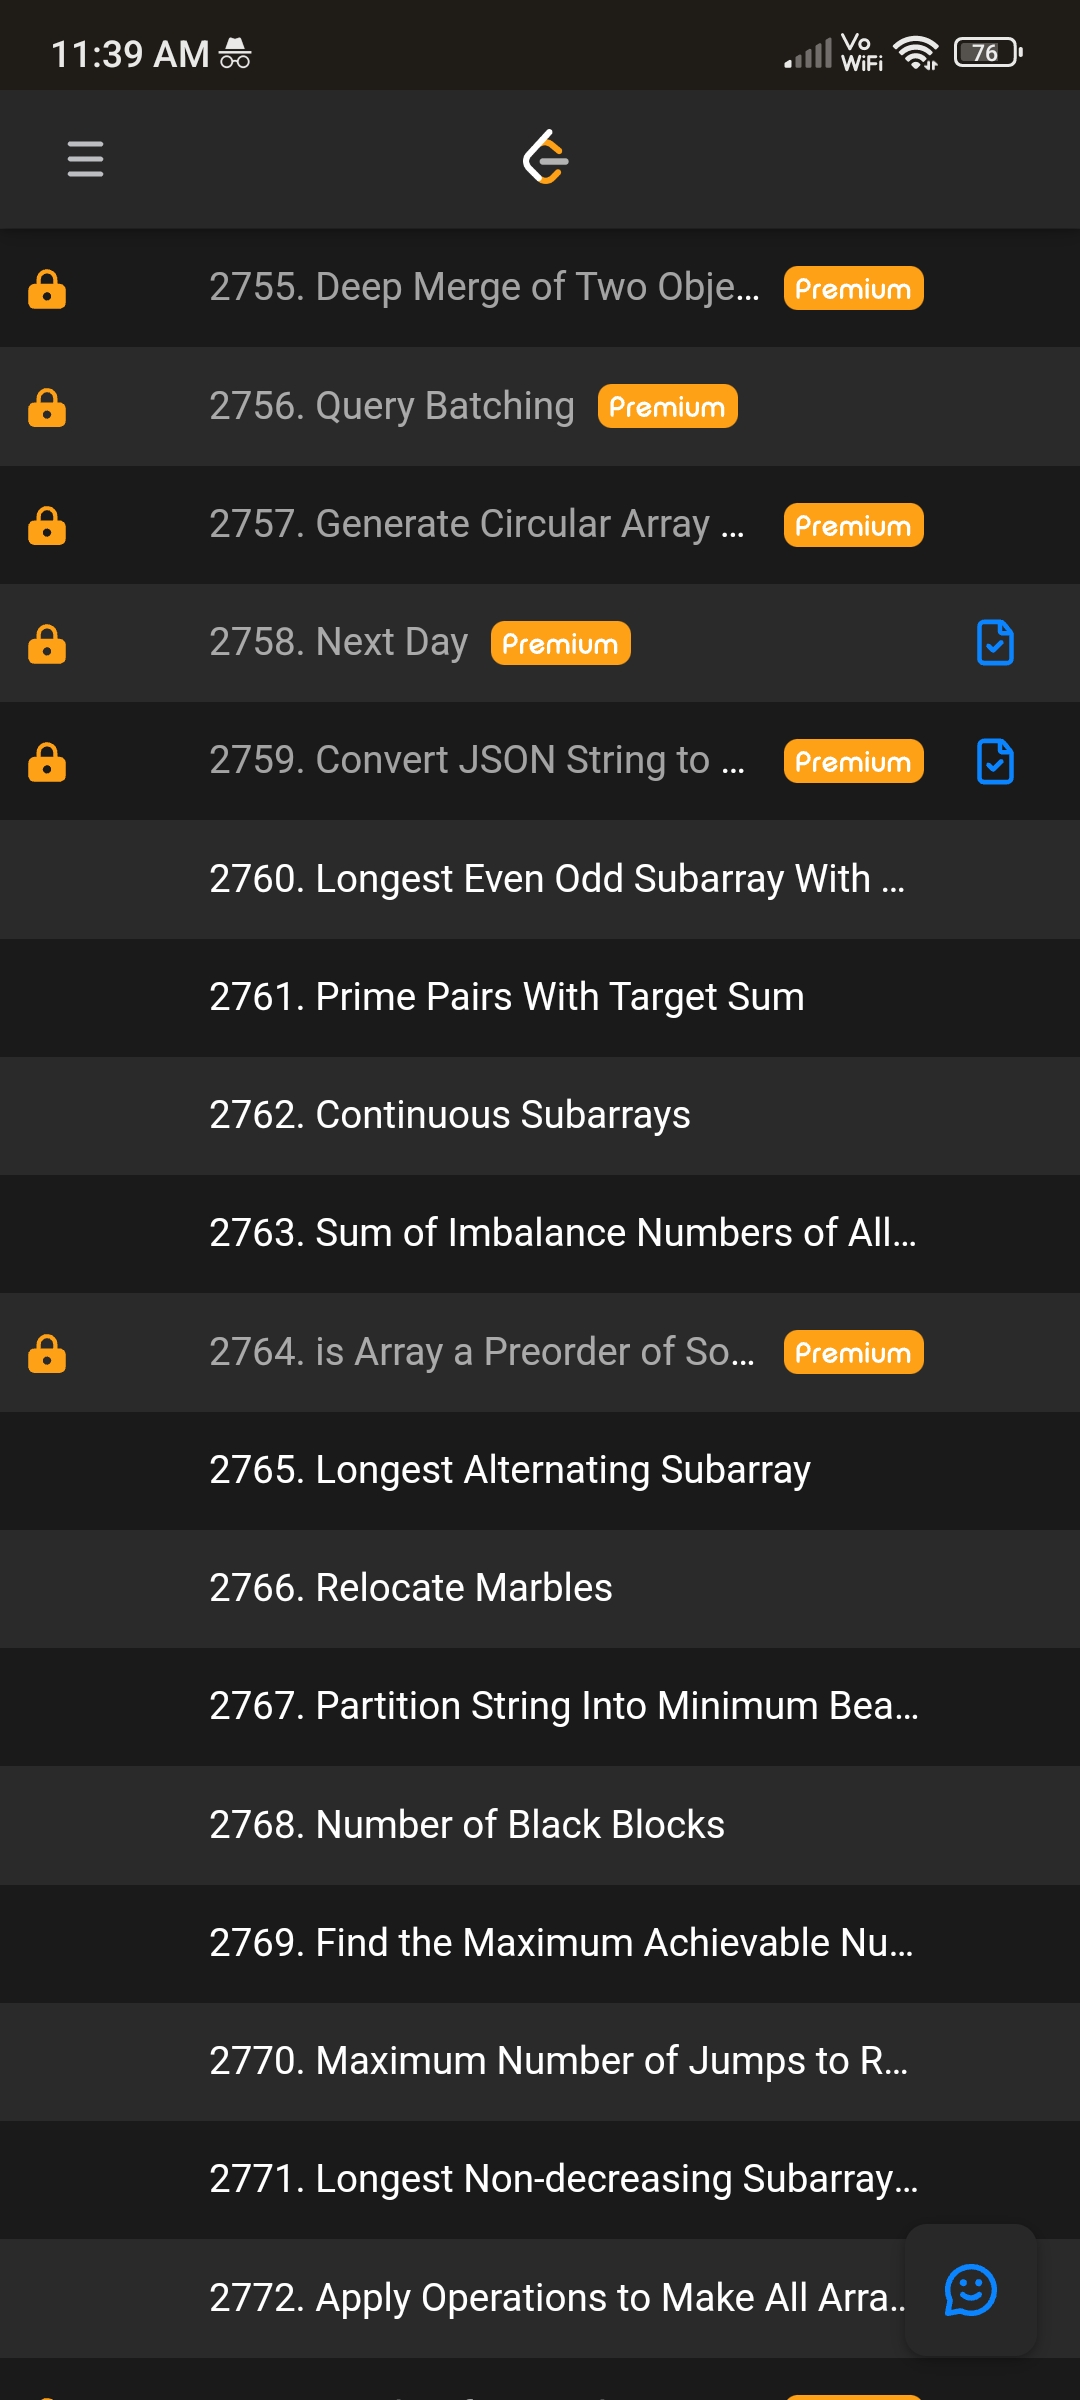 11:39 AM
Vo
WiFi
76
2755. Deep Merge of Two Obje... Premium
2756. Query Batching Premium
2757. Generate Circular Array ... Premium
2758. Next Day Premium
2759. Convert JSON String to ... Premium
2760. Longest Even Odd Subarray With ...
2761. Prime Pairs With Target Sum
2762. Continuous Subarrays
2763. Sum of Imbalance Numbers of All...
2764. is Array a Preorder of So... Premium
2765. Longest Alternating Subarray
2766. Relocate Marbles
2767. Partition String Into Minimum Bea...
2768. Number of Black Blocks
2769. Find the Maximum Achievable Nu...
2770. Maximum Number of Jumps to R...
2771. Longest Non-decreasing Subarray...
2772. Apply Operations to Make All Arra..